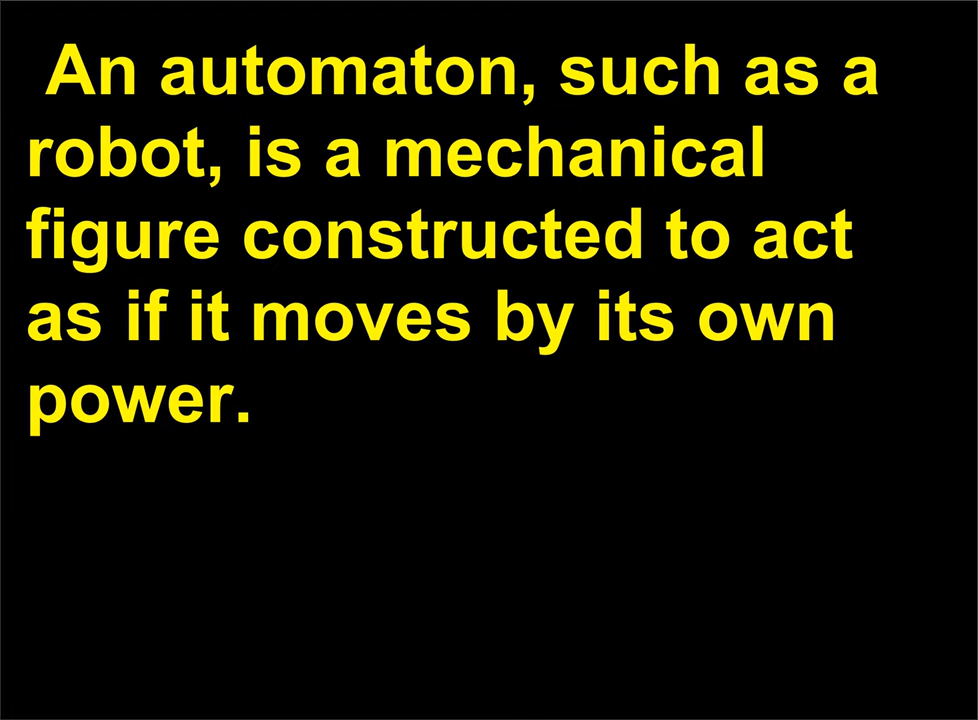 An automaton, such as a
robot, is a mechanical
figure constructed to act
as if it moves by its own
power.